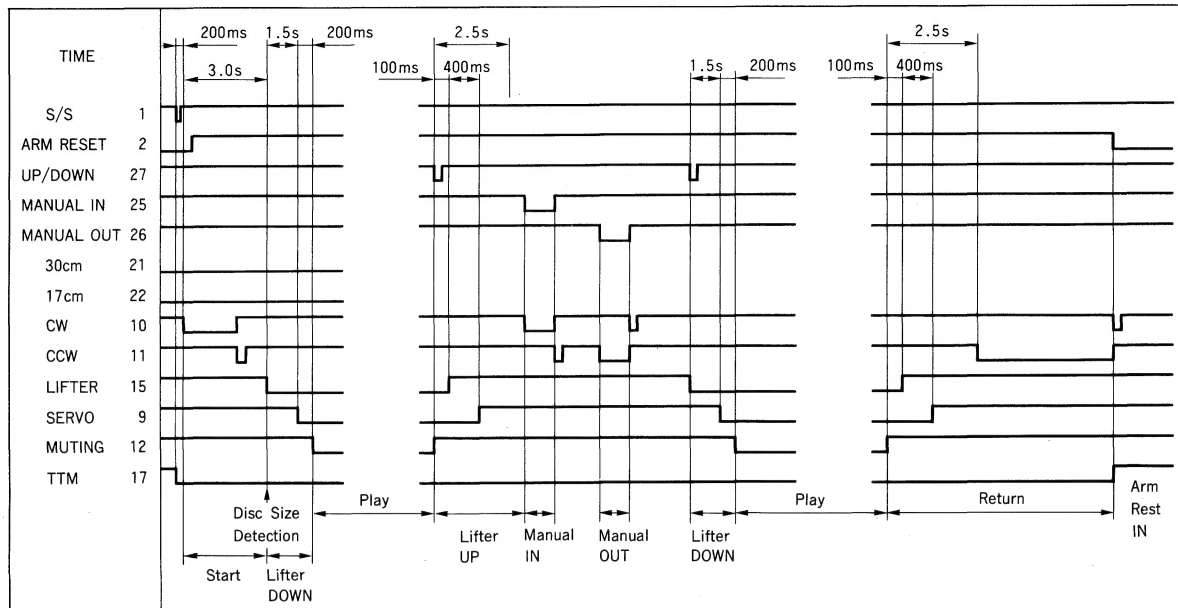 200ms 1.5s 200ms 2.5s 1.5s 200ms 2.5s
TIME
3.0s 100ms 400ms 100ms 400ms
S/S 1
ARM RESET 2
UP/DOWN 27
MANUAL IN 25
MANUAL OUT 26
30cm 21
17cm 22
CW 10
CCW 11
LIFTER 15
SERVO 9
MUTING 12
TTM 17
Disc Size
Detection
Start
Lifter
DOWN
Play
Lifter
UP
Manual
IN
Manual
OUT
Lifter
DOWN
Play
Return
Arm
Rest
IN